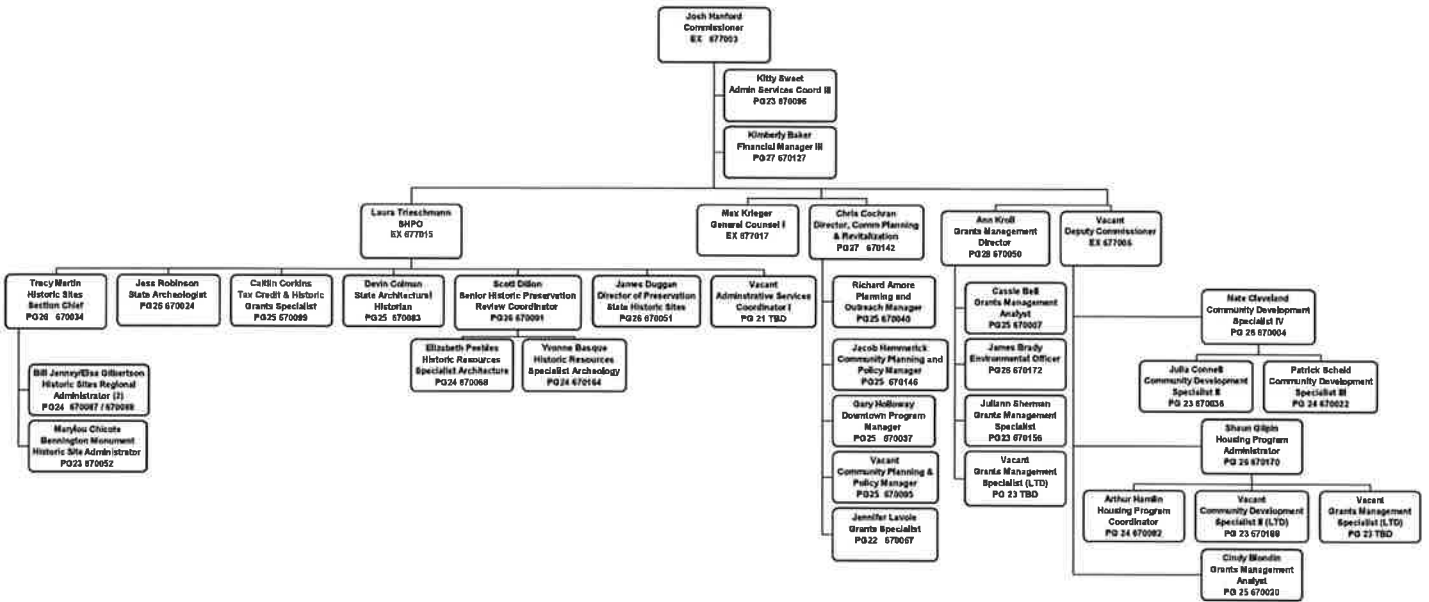 Josh Hanford
Commissioner
EX 677003
Kitty Sweet
Admin Services Coord III
PG23 670096
Kimberly Baker
Financial Manager III
PG27 670127
Laura Trieschmann
SHPO
EX 677015
Max Krieger
General Counsel I
EX 677017
Chris Cochran
Director, Comm Planning
& Revitalization
PG27 670142
Ann Kroll
Grants Management
Director
PG28 670050
Vacant
Deputy Commissioner
EX 677006
Tracy Martin
Historic Sites
Section Chief
PG26 670034
Jess Robinson
State Archeologist
PG26 670024
Caitlin Corkins
Tax Credit & Historic
Grants Specialist
PG25 670099
Devin Colman
State Architectural
Historian
PG25 670083
Scott Dillon
Senior Historic Preservation
Review Coordinator
PG26 670091
James Duggan
Director of Preservation
State Historic Sites
PG26 670051
Vacant
Adminstrative Services
Coordinator I
PG 21 TBD
Elizabeth Peebles
Historic Resources
Specialist Architecture
PG24 670068
Yvonne Basque
Historic Resources
Specialist Archeology
PG24 670164
Bill Jenney/Elsa Gilbertson
Historic Sites Regional
Administrator (2)
PG24 670087 / 670088
Marylou Chicote
Bennington Monument
Historic Site Administrator
PG23 670052
Richard Amore
Planning and
Outreach Manager
PG25 670040
Jacob Hemmerick
Community Planning and
Policy Manager
PG25 670146
Gary Holloway
Downtown Program
Manager
PG25 670037
Vacant
Community Planning &
Policy Manager
PG25 670095
Jennifer Lavoie
Grants Specialist
PG22 670067
Cassie Bell
Grants Management
Analyst
PG25 670007
James Brady
Environmental Officer
PG26 670172
Juliann Sherman
Grants Management
Specialist
PG23 670156
Vacant
Grants Management
Specialist (LTD)
PG 23 TBD
Nate Cleveland
Community Development
Specialist IV
PG 26 670004
Julia Connell
Community Development
Specialist II
PG 23 670036
Patrick Scheld
Community Development
Specialist III
PG 24 670022
Shaun Gilpin
Housing Program
Administrator
PG 26 670170
Arthur Hamlin
Housing Program
Coordinator
PG 24 670082
Vacant
Community Development
Specialist II (LTD)
PG 23 670189
Vacant
Grants Management
Specialist (LTD)
PG 23 TBD
Cindy Blondin
Grants Management
Analyst
PG 25 670020